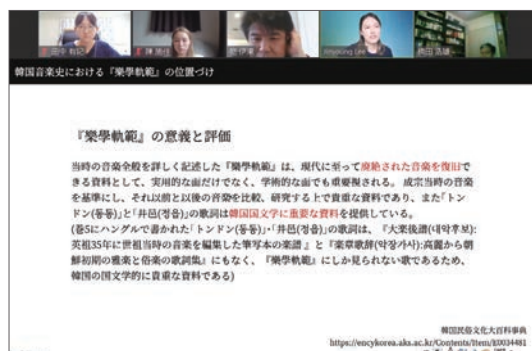 田中 有紀
韓国音楽史における『樂學軌範』の位置づけ
『樂學軌範』の意義と評価
当時の音楽全般を詳しく記述した『樂學軌範』は、現代に至って廃絶された音楽を復旧で
きる資料として、実用的な面だけでなく、学術的な面でも重要視される。 成宗当時の音楽
を基準にし、それ以前と以後の音楽を比較、研究する上で貴重な資料であり、また「トン
ドン(동동)」と「井邑(정읍)」の歌詞は韓国国文学に重要な資料を提供している。
(巻5にハングルで書かれた「トンドン(동동)」・「井邑(정읍)」の歌詞は、『大楽後譜(대악후보):
英祖35年に世祖当時の音楽を編集した筆写本の楽譜 』と『楽章歌辞(악장가사):高麗から朝
鮮初期の雅楽と俗楽の歌詞集』にもなく、『樂學軌範』にしか見られない歌であるため、
韓国の国文学的に貴重な資料である)
韓国民俗文化大百科事典
https://encykorea.aks.ac.kr/Contents/Item/E0034481